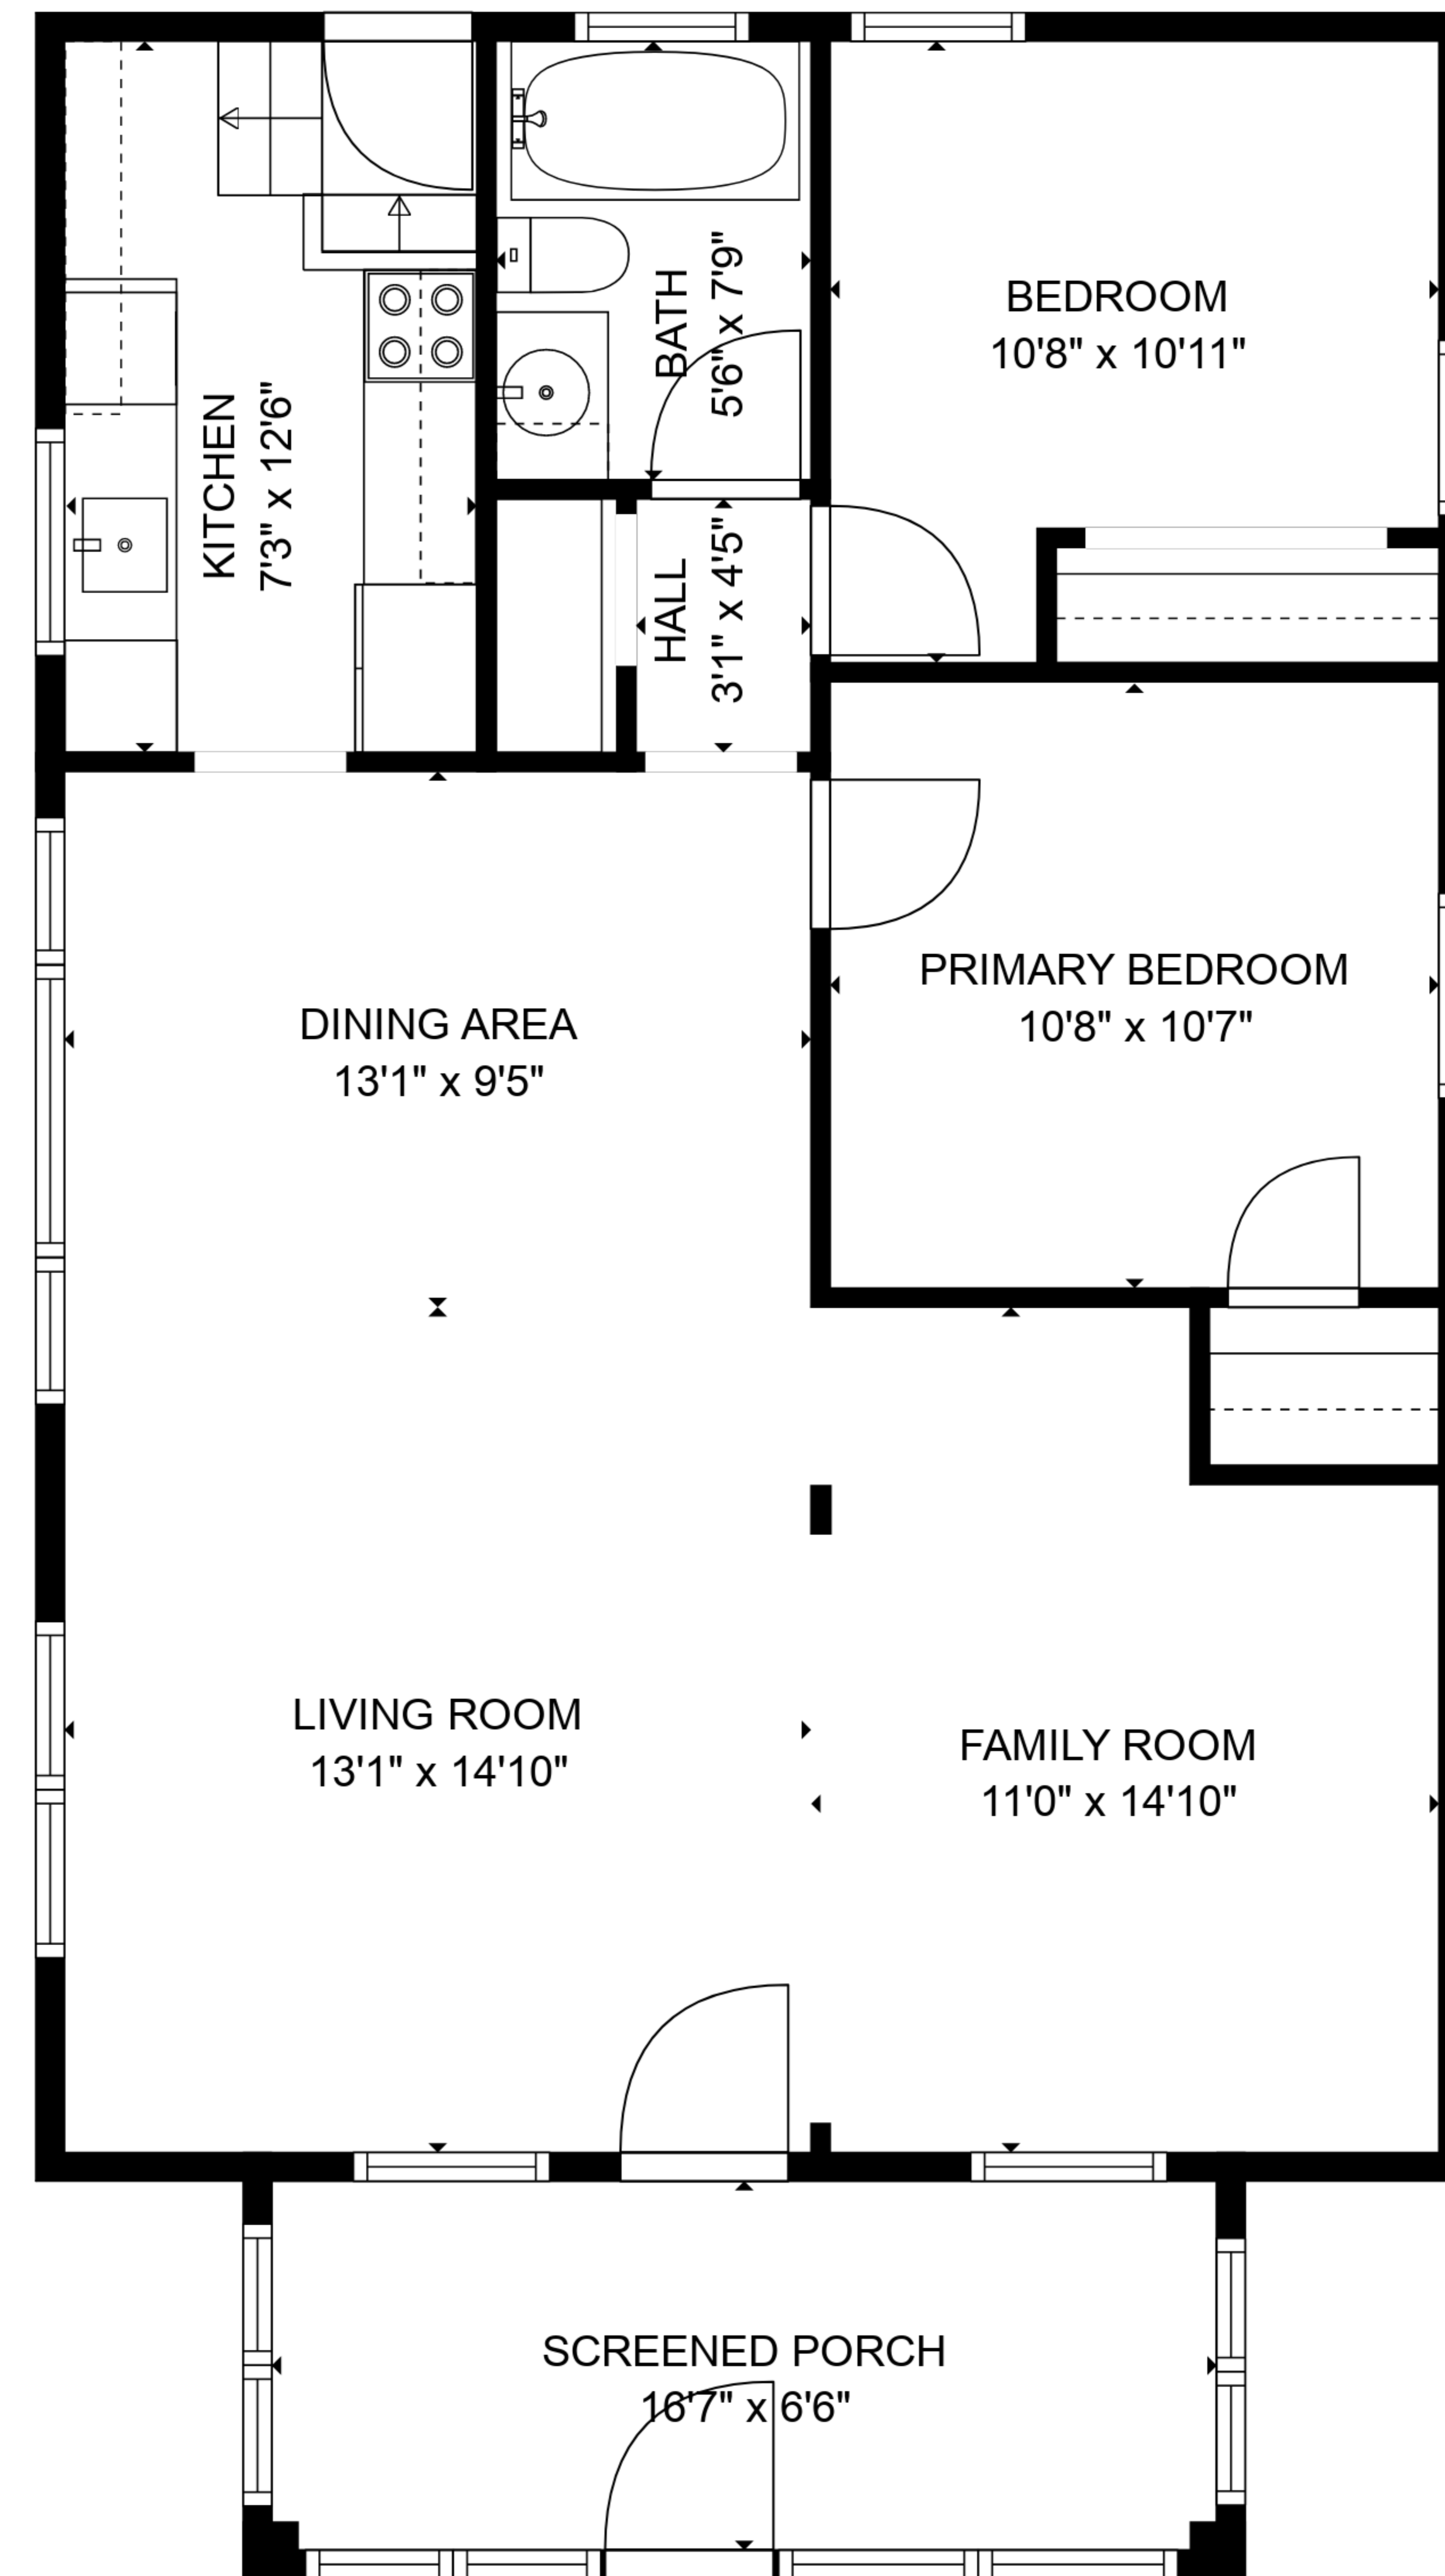 BEDROOM
10'8" x 10'11"
BATH
5'6" x 7'9"
KITCHEN
7'3" x 12'6"
HALL
3'1" x 4'5"
PRIMARY BEDROOM
10'8" x 10'7"
DINING AREA
13'1" x 9'5"
LIVING ROOM
13'1" x 14'10"
FAMILY ROOM
11'0" x 14'10"
SCREENED PORCH
16'7" x 6'6"